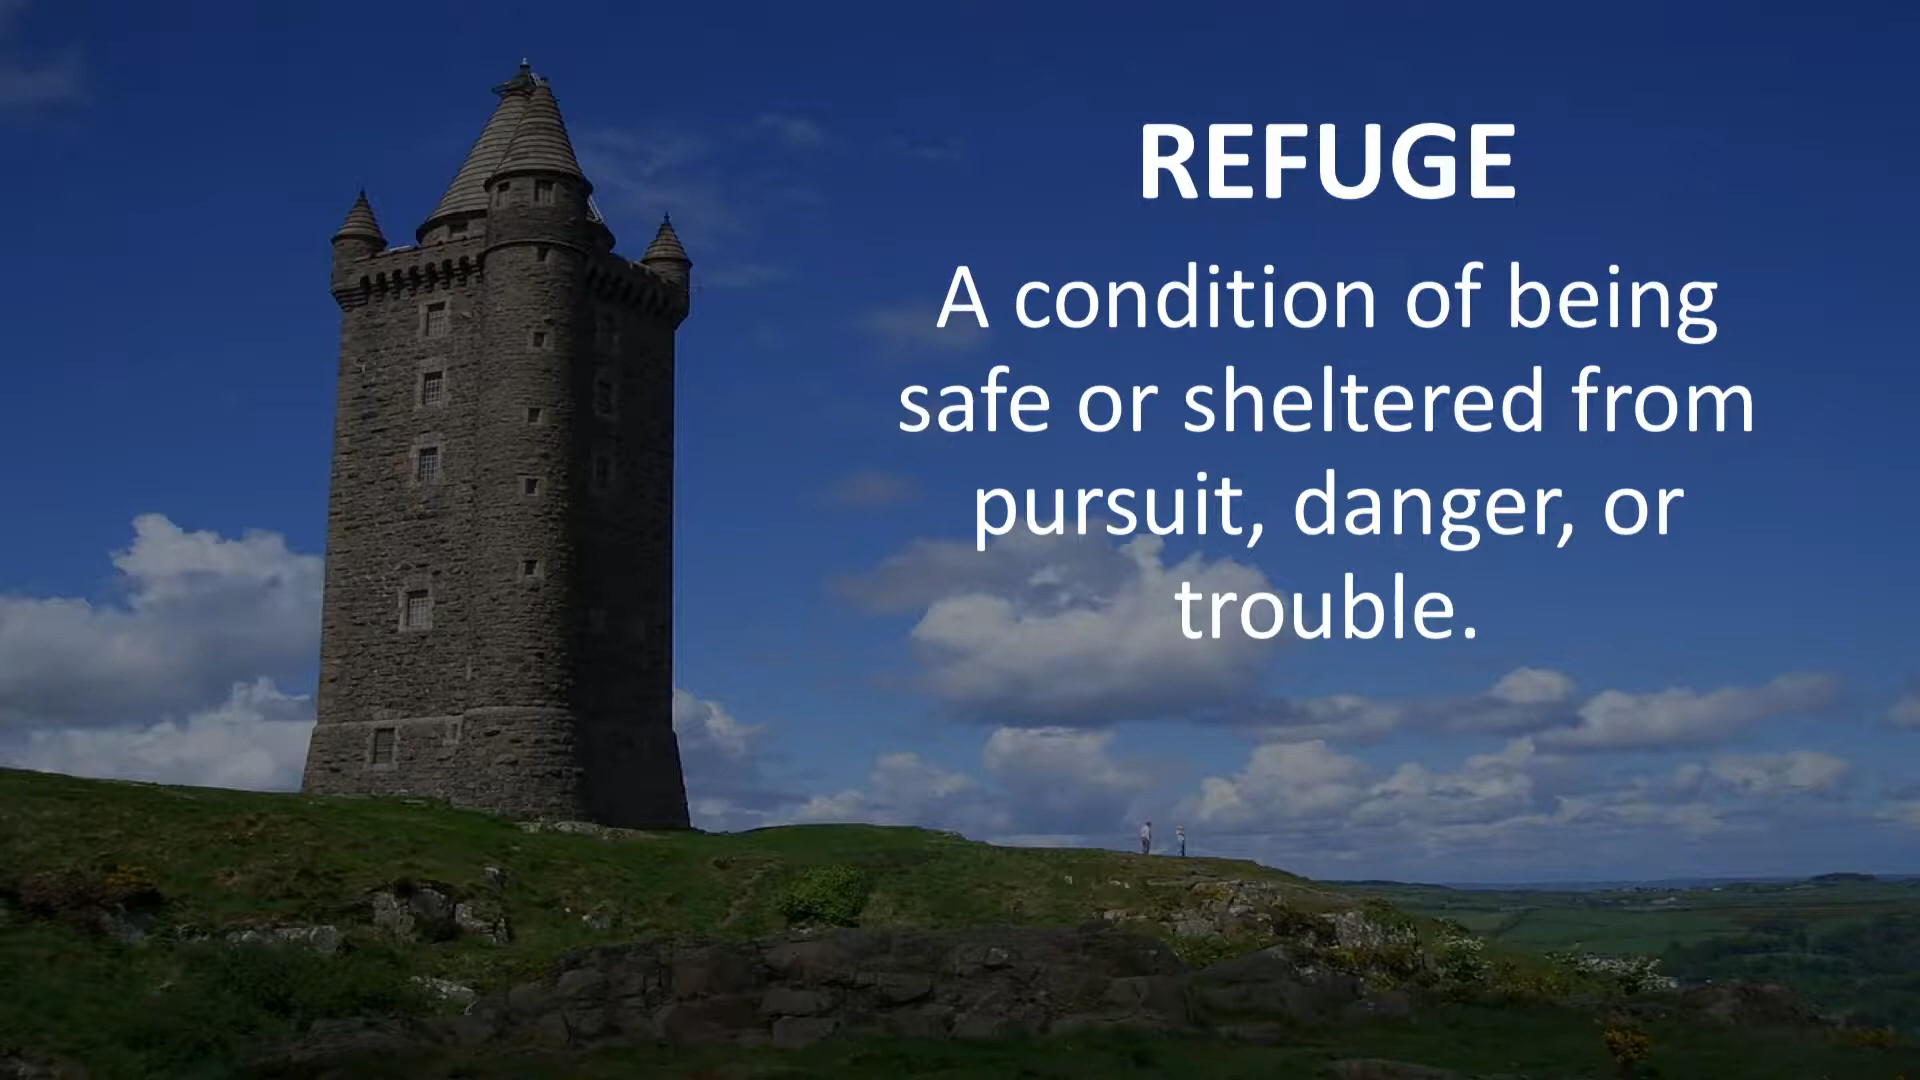 REFUGE
A condition of being
safe or sheltered from
pursuit, danger, or
trouble.